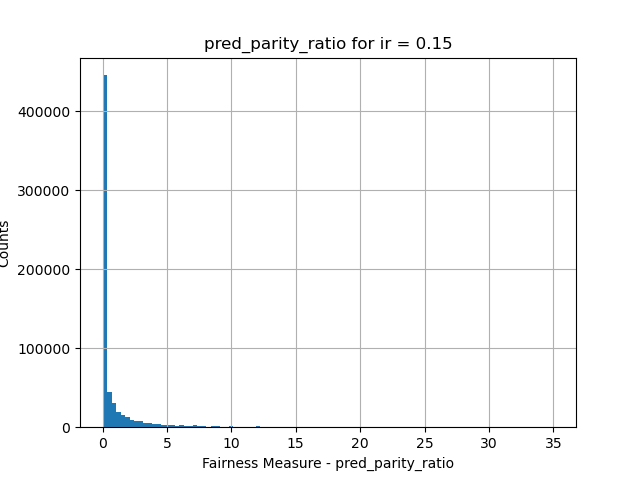 pred_parity_ratio for ir = 0.15
400000
300000
200000
100000
0
Counts
0 5 10 15 20 25 30 35
Fairness Measure - pred_parity_ratio